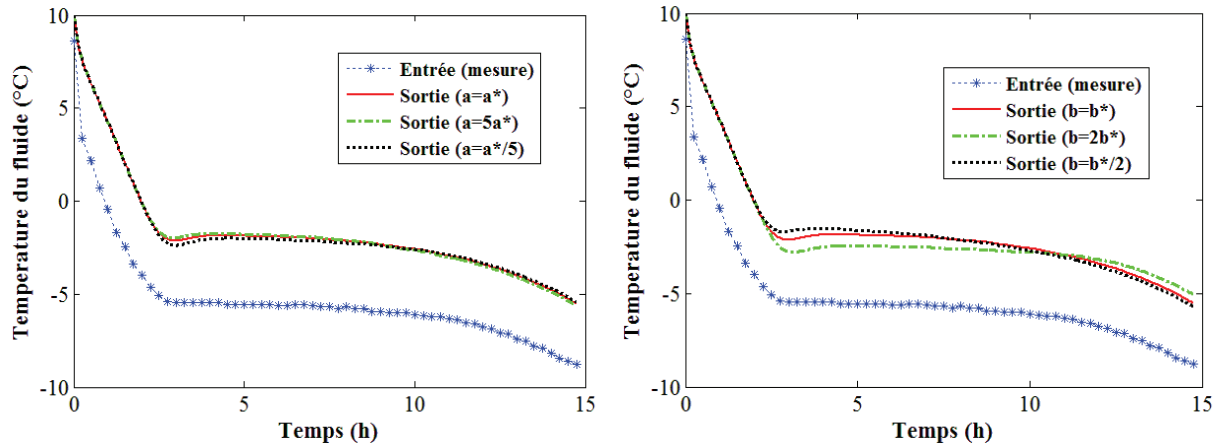 10
5
0
-5
-10
0
5
10
15
Temperature du fluide (°C)
Temps (h)
Entrée (mesure)
Sortie (a=a*)
Sortie (a=5a*)
Sortie (a=a*/5)
10
5
0
-5
-10
0
5
10
15
Temperature du fluide (°C)
Temps (h)
Entrée (mesure)
Sortie (b=b*)
Sortie (b=2b*)
Sortie (b=b*/2)